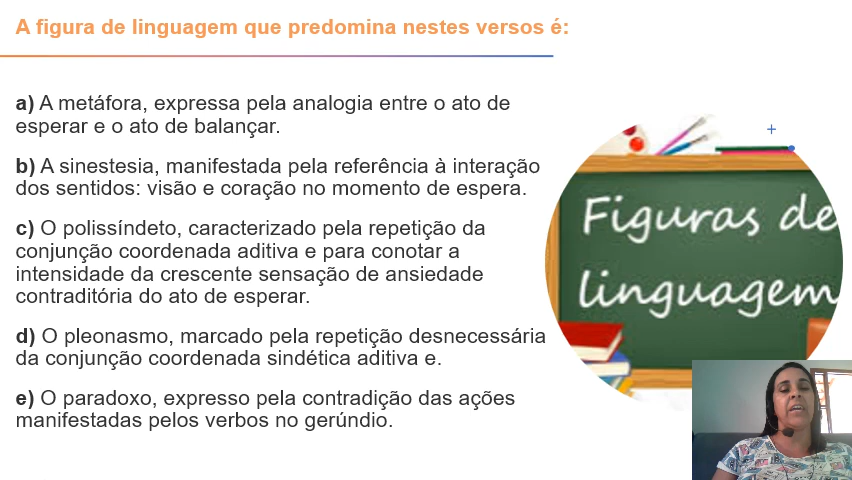 A figura de linguagem que predomina nestes versos é:
a) A metáfora, expressa pela analogia entre o ato de
esperar e o ato de balançar.
b) A sinestesia, manifestada pela referência à interação
dos sentidos: visão e coração no momento de espera.
c) O polissíndeto, caracterizado pela repetição da
conjunção coordenada aditiva e para conotar a
intensidade da crescente sensação de ansiedade
contraditória do ato de esperar.
d) O pleonasmo, marcado pela repetição desnecessária
da conjunção coordenada sindética aditiva e.
e) O paradoxo, expresso pela contradição das ações
manifestadas pelos verbos no gerúndio.
Figuras de
linguagem